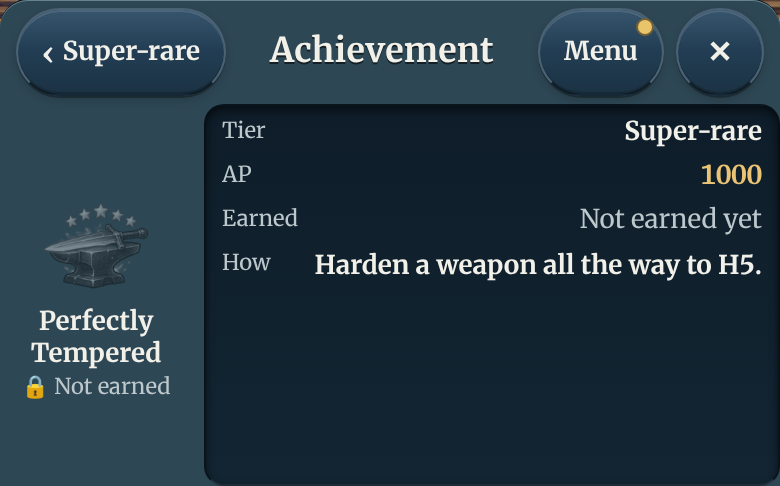 ‹ Super-rare
Achievement
Menu
✕
Perfectly
Tempered
🔒 Not earned
Tier Super-rare
AP 1000
Earned Not earned yet
How Harden a weapon all the way to H5.